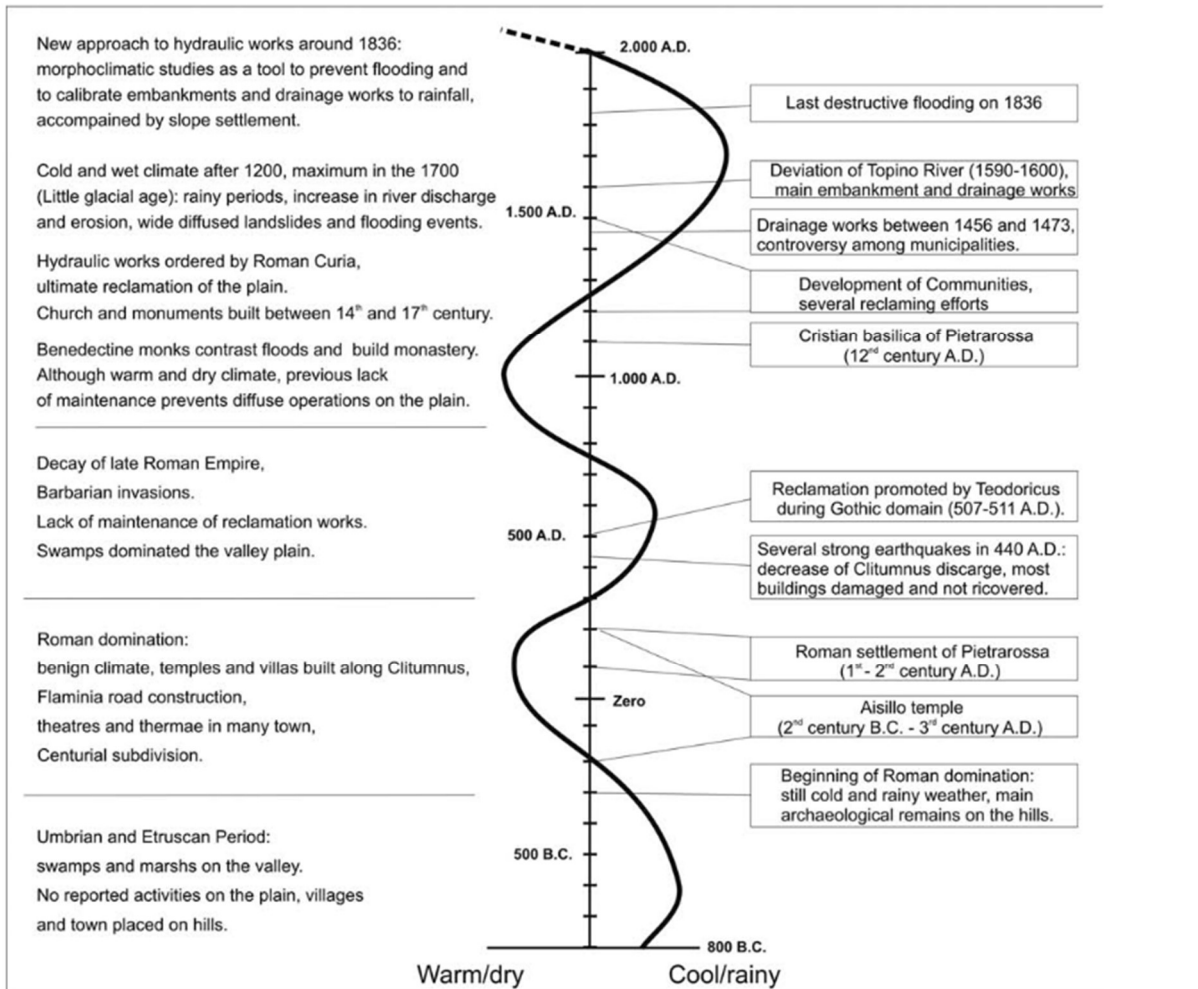 New approach to hydraulic works around 1836:
morphoclimatic studies as a tool to prevent flooding and
to calibrate embankments and drainage works to rainfall,
accompained by slope settlement.
Cold and wet climate after 1200, maximum in the 1700
(Little glacial age): rainy periods, increase in river discharge
and erosion, wide diffused landslides and flooding events.
Hydraulic works ordered by Roman Curia,
ultimate reclamation of the plain.
Church and monuments built between 14th and 17th century.
Benedectine monks contrast floods and build monastery.
Although warm and dry climate, previous lack
of maintenance prevents diffuse operations on the plain.
Decay of late Roman Empire,
Barbarian invasions.
Lack of maintenance of reclamation works.
Swamps dominated the valley plain.
Roman domination:
benign climate, temples and villas built along Clitumnus,
Flaminia road construction,
theatres and thermae in many town,
Centurial subdivision.
Umbrian and Etruscan Period:
swamps and marshs on the valley.
No reported activities on the plain, villages
and town placed on hills.
2.000 A.D.
1.500 A.D.
1.000 A.D.
500 A.D.
Zero
500 B.C.
800 B.C.
Warm/dry
Cool/rainy
Last destructive flooding on 1836
Deviation of Topino River (1590-1600),
main embankment and drainage works
Drainage works between 1456 and 1473,
controversy among municipalities.
Development of Communities,
several reclaming efforts
Cristian basilica of Pietrarossa
(12nd century A.D.)
Reclamation promoted by Teodoricus
during Gothic domain (507-511 A.D.).
Several strong earthquakes in 440 A.D.:
decrease of Clitumnus discarge, most
buildings damaged and not ricovered.
Roman settlement of Pietrarossa
(1st - 2nd century A.D.)
Aisillo temple
(2nd century B.C. - 3rd century A.D.)
Beginning of Roman domination:
still cold and rainy weather, main
archaeological remains on the hills.